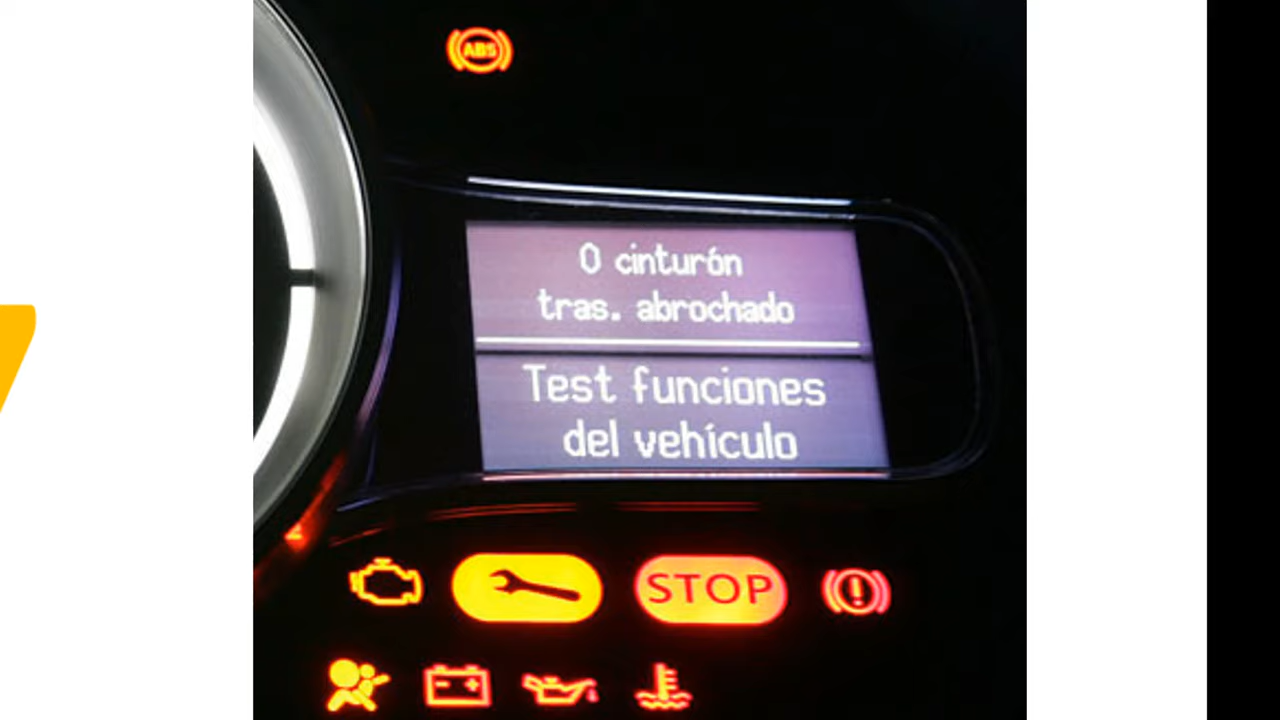 ABS
0 cinturón
tras. abrochado
Test funciones
del vehículo
STOP